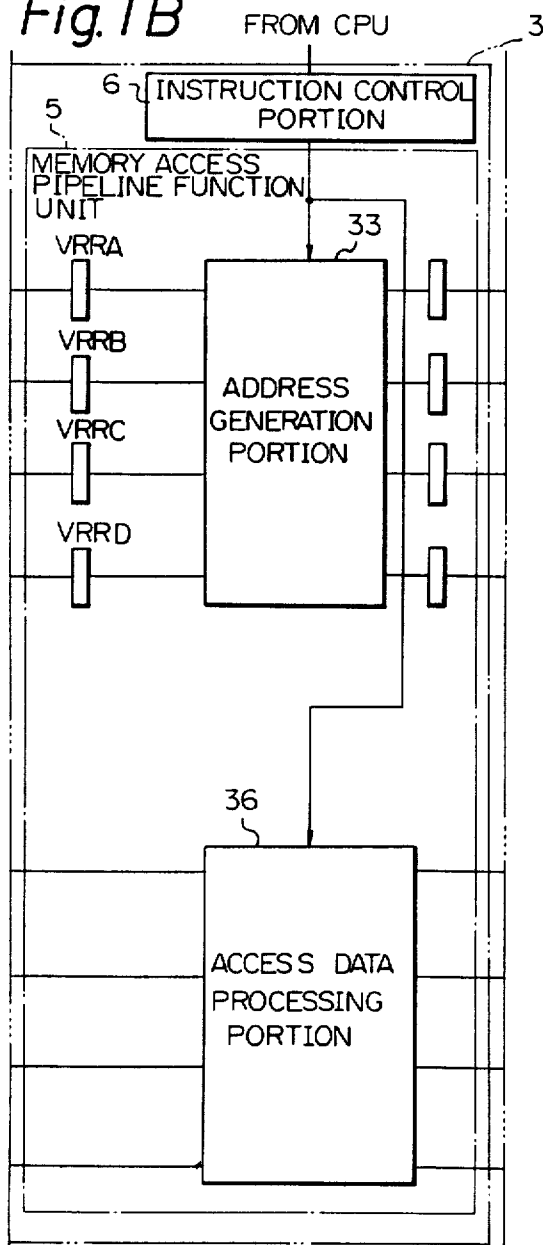 Fig. 1B
FROM CPU
3
6
INSTRUCTION CONTROL
PORTION
5
MEMORY ACCESS
PIPELINE FUNCTION
UNIT
33
VRRA
VRRB
VRRC
VRRD
ADDRESS
GENERATION
PORTION
36
ACCESS DATA
PROCESSING
PORTION